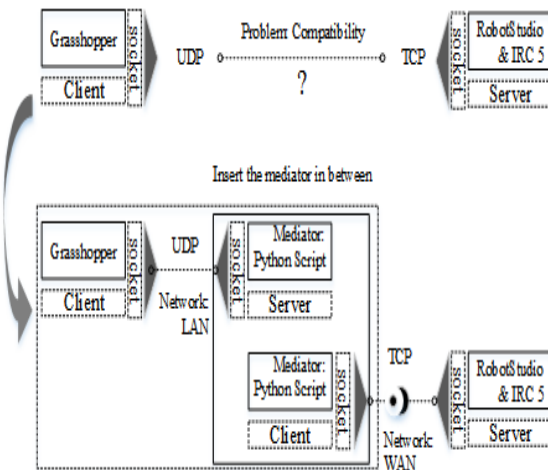 Grasshopper
Client
socket
UDP
Problem: Compatibility
?
TCP
socket
RobotStudio
& IRC 5
Server
Insert the mediator in between
Grasshopper
Client
socket
UDP
Network:
LAN
socket
Mediator:
Python Script
Server
Mediator:
Python Script
Client
socket
TCP
Network:
WAN
socket
RobotStudio
& IRC 5
Server